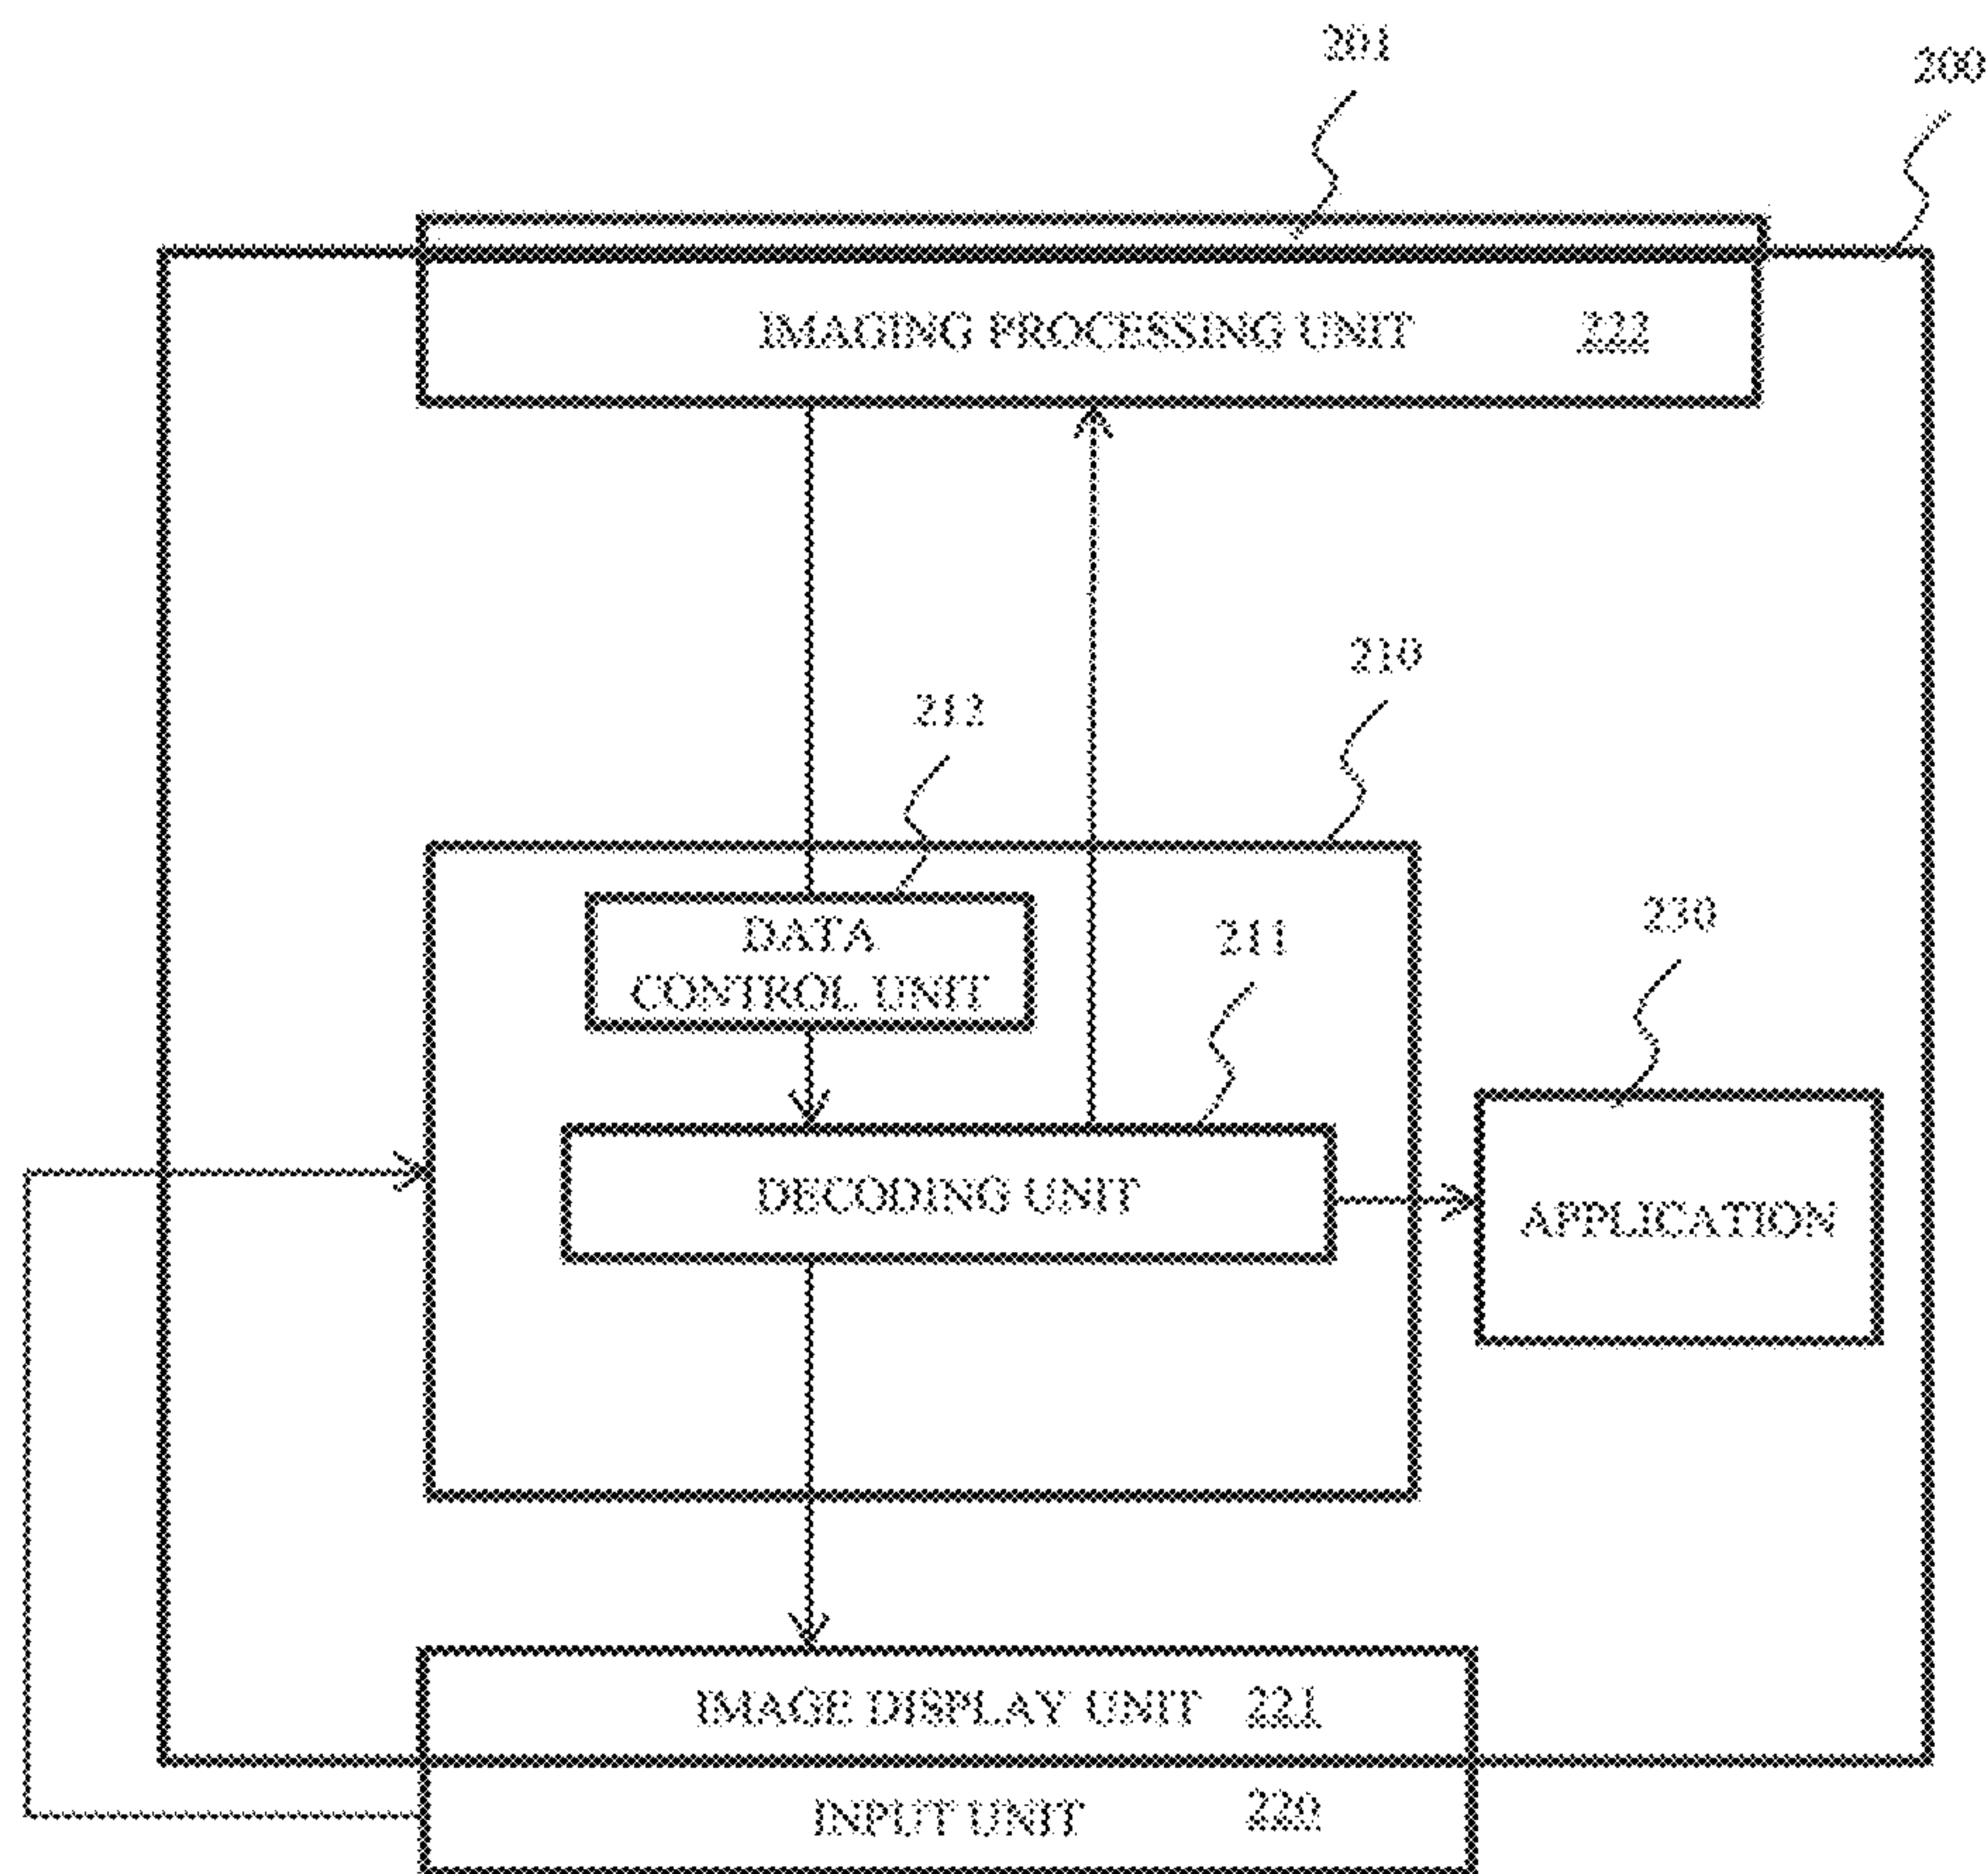 201
200
IMAGING PROCESSING UNIT 222
210
212
230
DATA
CONTROL UNIT
211
DECODING UNIT
APPLICATION
IMAGE DISPLAY UNIT 221
INPUT UNIT 220